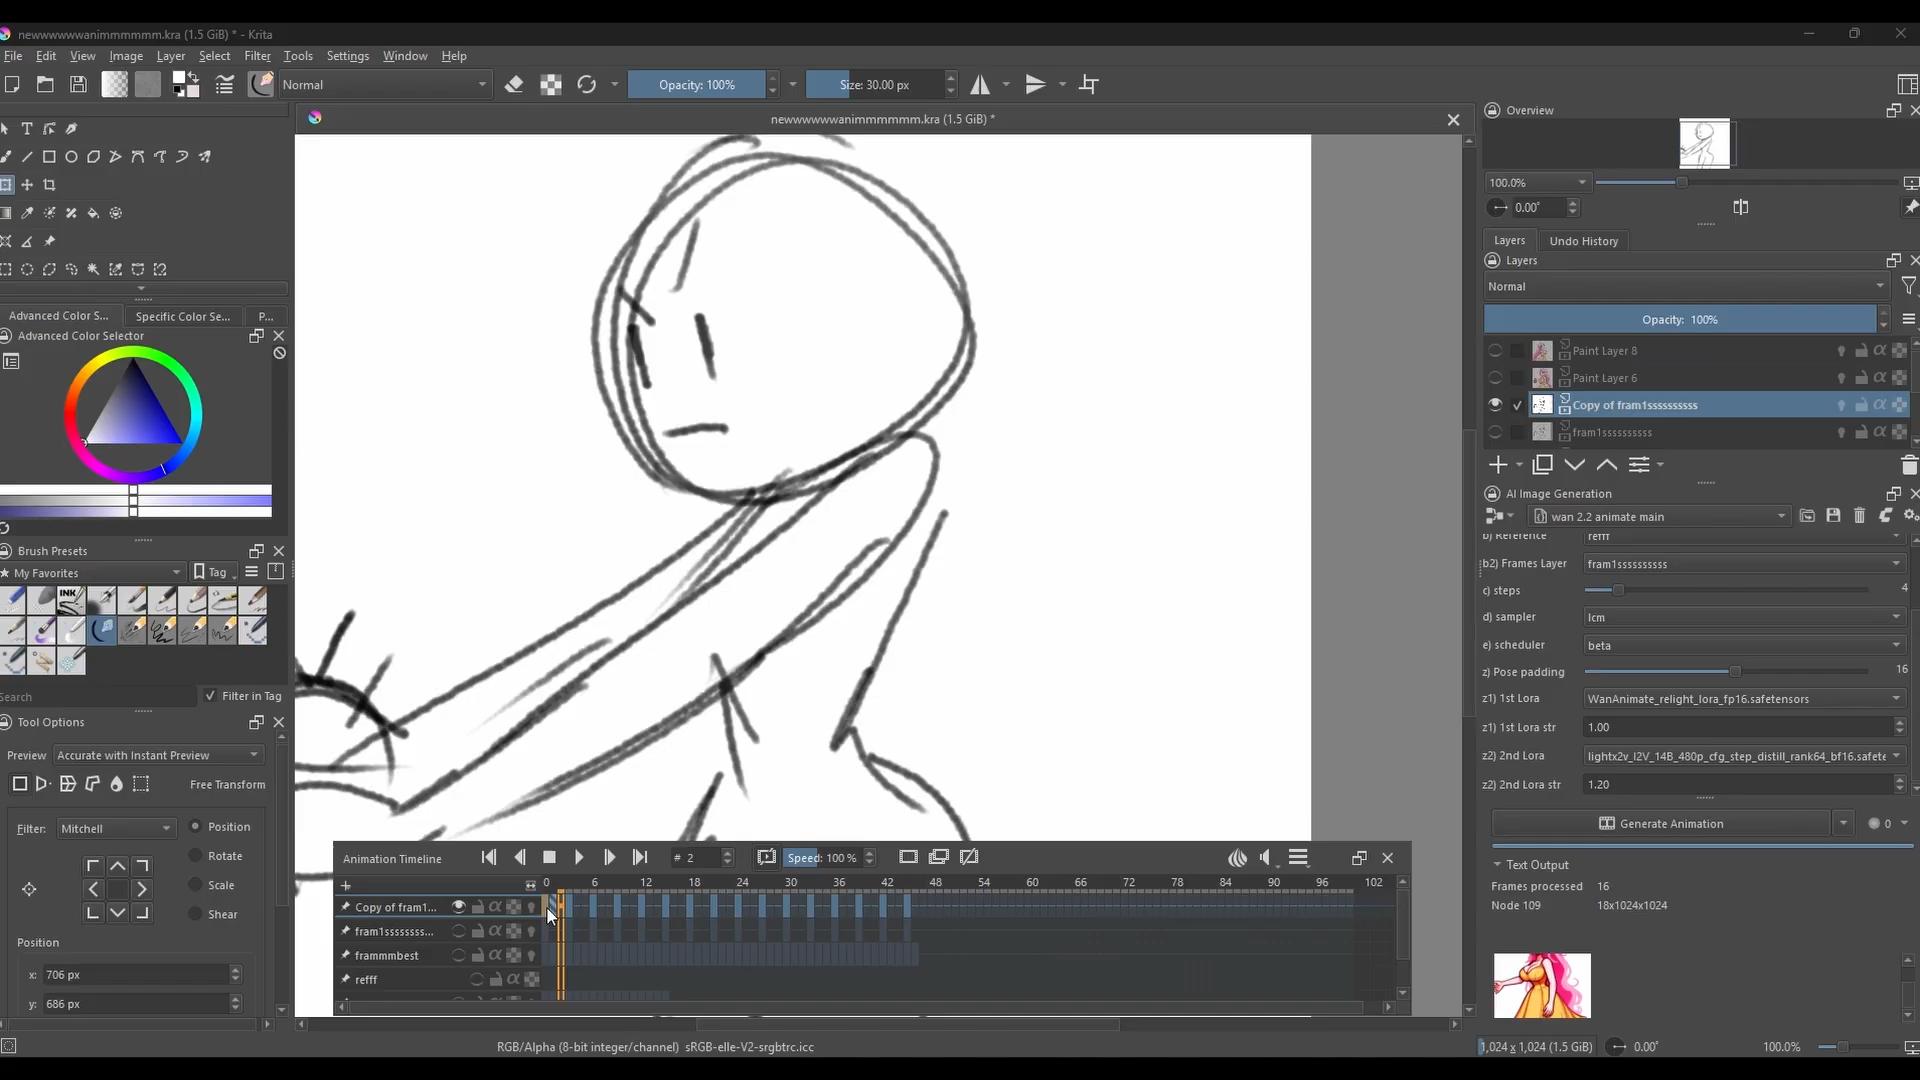 newwwwwwanimmmmmm.kra (1.5 GiB) * - Krita
File Edit View Image Layer Select Filter Tools Settings Window Help
Normal
Opacity: 100%
Size: 30.00 px
newwwwwwanimmmmmm.kra (1.5 GiB) *
Advanced Color S...
Specific Color Se...
P...
Advanced Color Selector
Brush Presets
My Favorites
Tag
INK
Search
Filter in Tag
Tool Options
Preview Accurate with Instant Preview
Free Transform
Filter: Mitchell
Position
Rotate
Scale
Shear
Position
x: 706 px
y: 686 px
Animation Timeline
# 2
Speed: 100 %
0 6 12 18 24 30 36 42 48 54 60 66 72 78 84 90 96 102
Copy of fram1...
fram1ssssssss...
frammmbest
refff
RGB/Alpha (8-bit integer/channel) sRGB-elle-V2-srgbtrc.icc
Overview
100.0%
0.00°
Layers
Undo History
Layers
Normal
Opacity: 100%
Paint Layer 8
Paint Layer 6
Copy of fram1ssssssssss
fram1ssssssssss
AI Image Generation
wan 2.2 animate main
b) Reference refff
b2) Frames Layer fram1ssssssssss
c) steps 4
d) sampler lcm
e) scheduler beta
z) Pose padding 16
z1) 1st Lora WanAnimate_relight_lora_fp16.safetensors
z1) 1st Lora str 1.00
z2) 2nd Lora lightx2v_I2V_14B_480p_cfg_step_distill_rank64_bf16.safete
z2) 2nd Lora str 1.20
Generate Animation
0
Text Output
Frames processed 16
Node 109 18x1024x1024
1,024 x 1,024 (1.5 GiB)
0.00°
100.0%